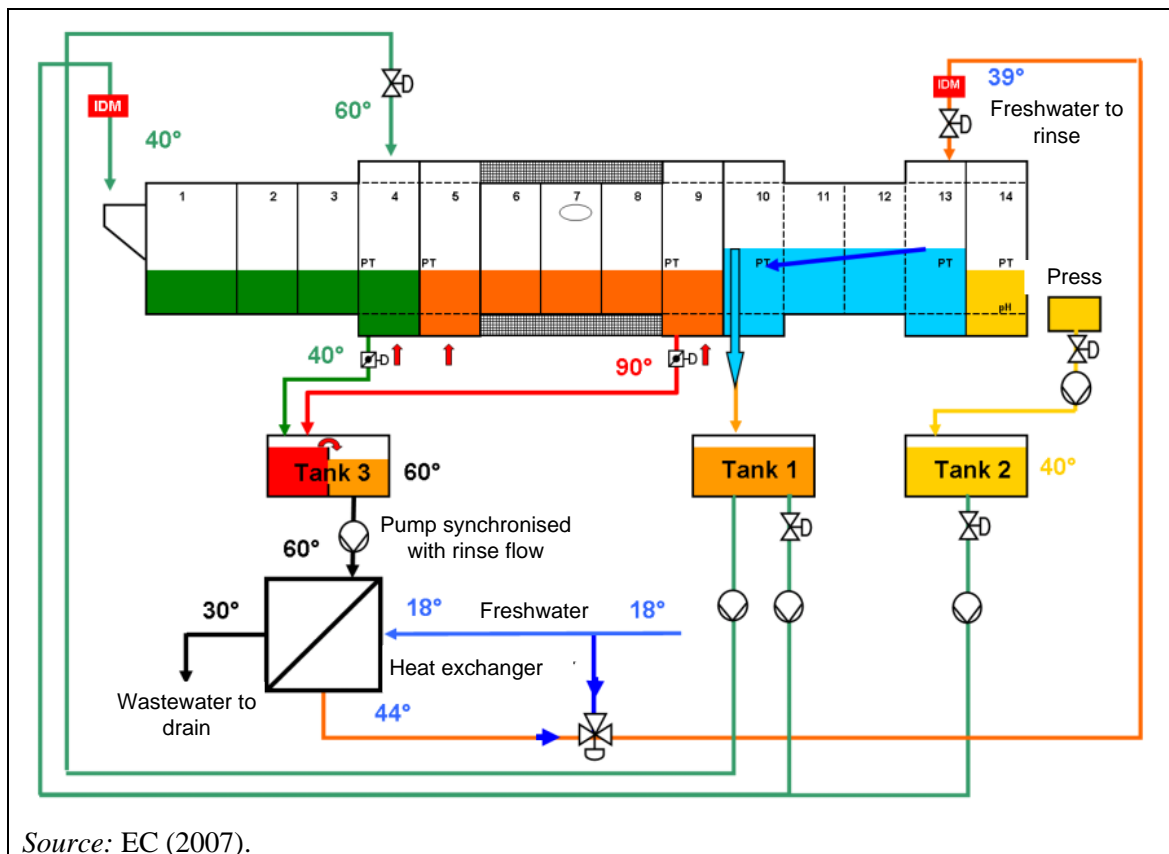 IDM
40°
60°
IDM
39°
Freshwater to
rinse
1
2
3
4
5
6
7
8
9
10
11
12
13
14
PT
PT
PT
PT
PT
PT
pH
Press
D
D
D
D
D
D
D
40°
90°
Tank 3
60°
Tank 1
Tank 2
40°
Pump synchronised
with rinse flow
60°
30°
18°
Freshwater
18°
Heat exchanger
Wastewater to
drain
44°
Source: EC (2007).